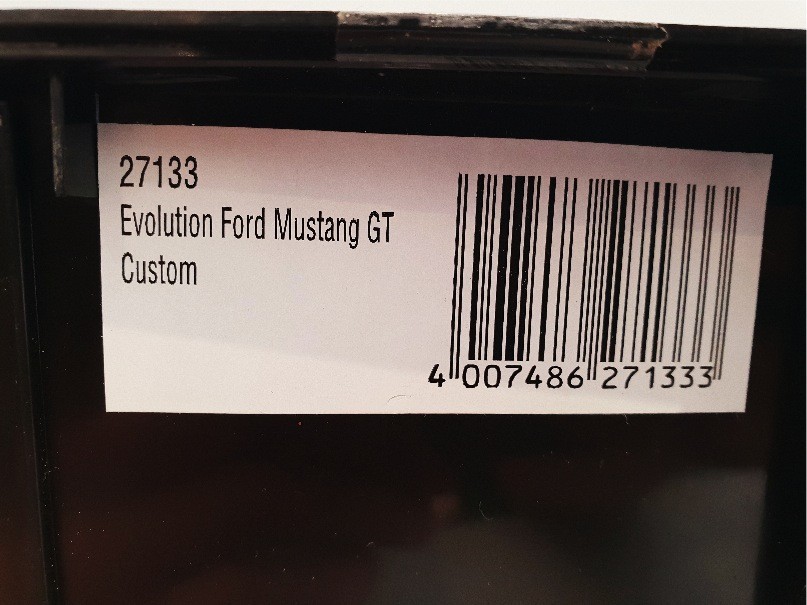 27133
Evolution Ford Mustang GT
Custom
4 007486 271333